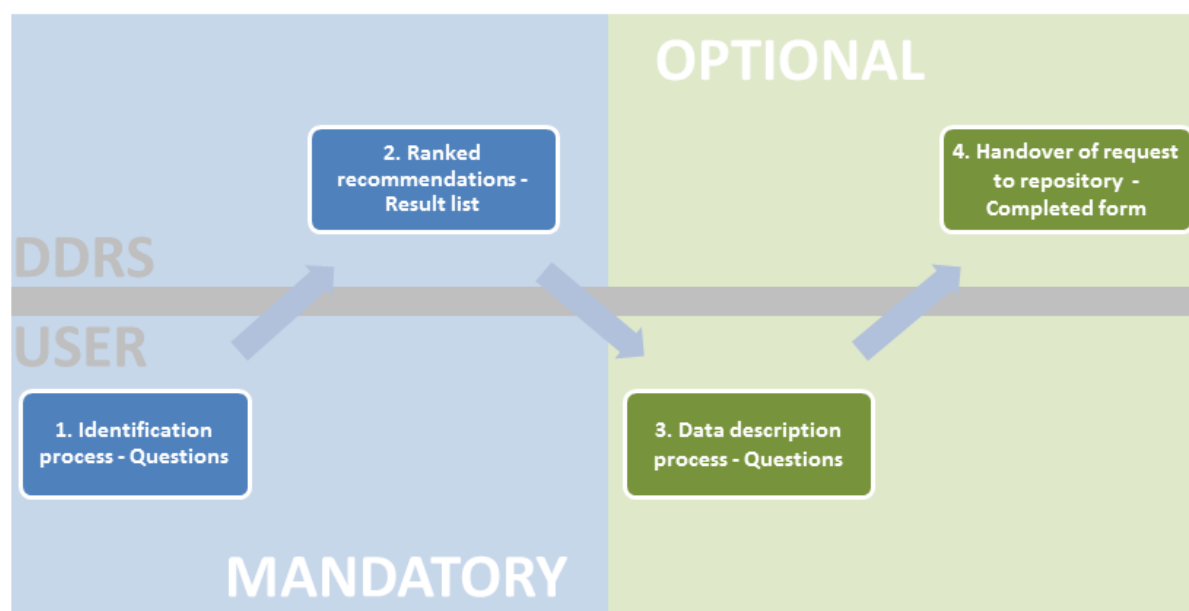 OPTIONAL
2. Ranked
recommendations -
Result list
4. Handover of request
to repository -
Completed form
DDRS
USER
1. Identification
process - Questions
3. Data description
process - Questions
MANDATORY